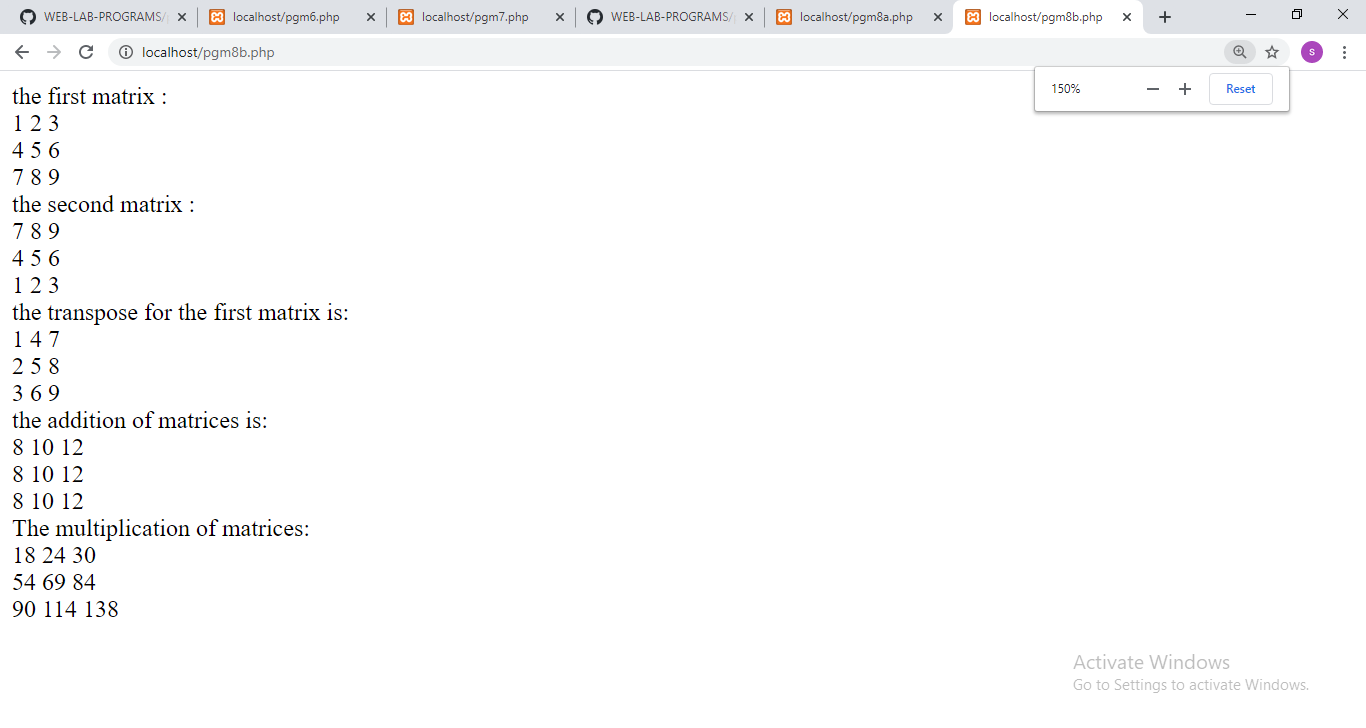 WEB-LAB-PROGRAMS/ localhost/pgm6.php localhost/pgm7.php WEB-LAB-PROGRAMS/ localhost/pgm8a.php localhost/pgm8b.php
localhost/pgm8b.php s
150% Reset
the first matrix :
1 2 3
4 5 6
7 8 9
the second matrix :
7 8 9
4 5 6
1 2 3
the transpose for the first matrix is:
1 4 7
2 5 8
3 6 9
the addition of matrices is:
8 10 12
8 10 12
8 10 12
The multiplication of matrices:
18 24 30
54 69 84
90 114 138
Activate Windows
Go to Settings to activate Windows.